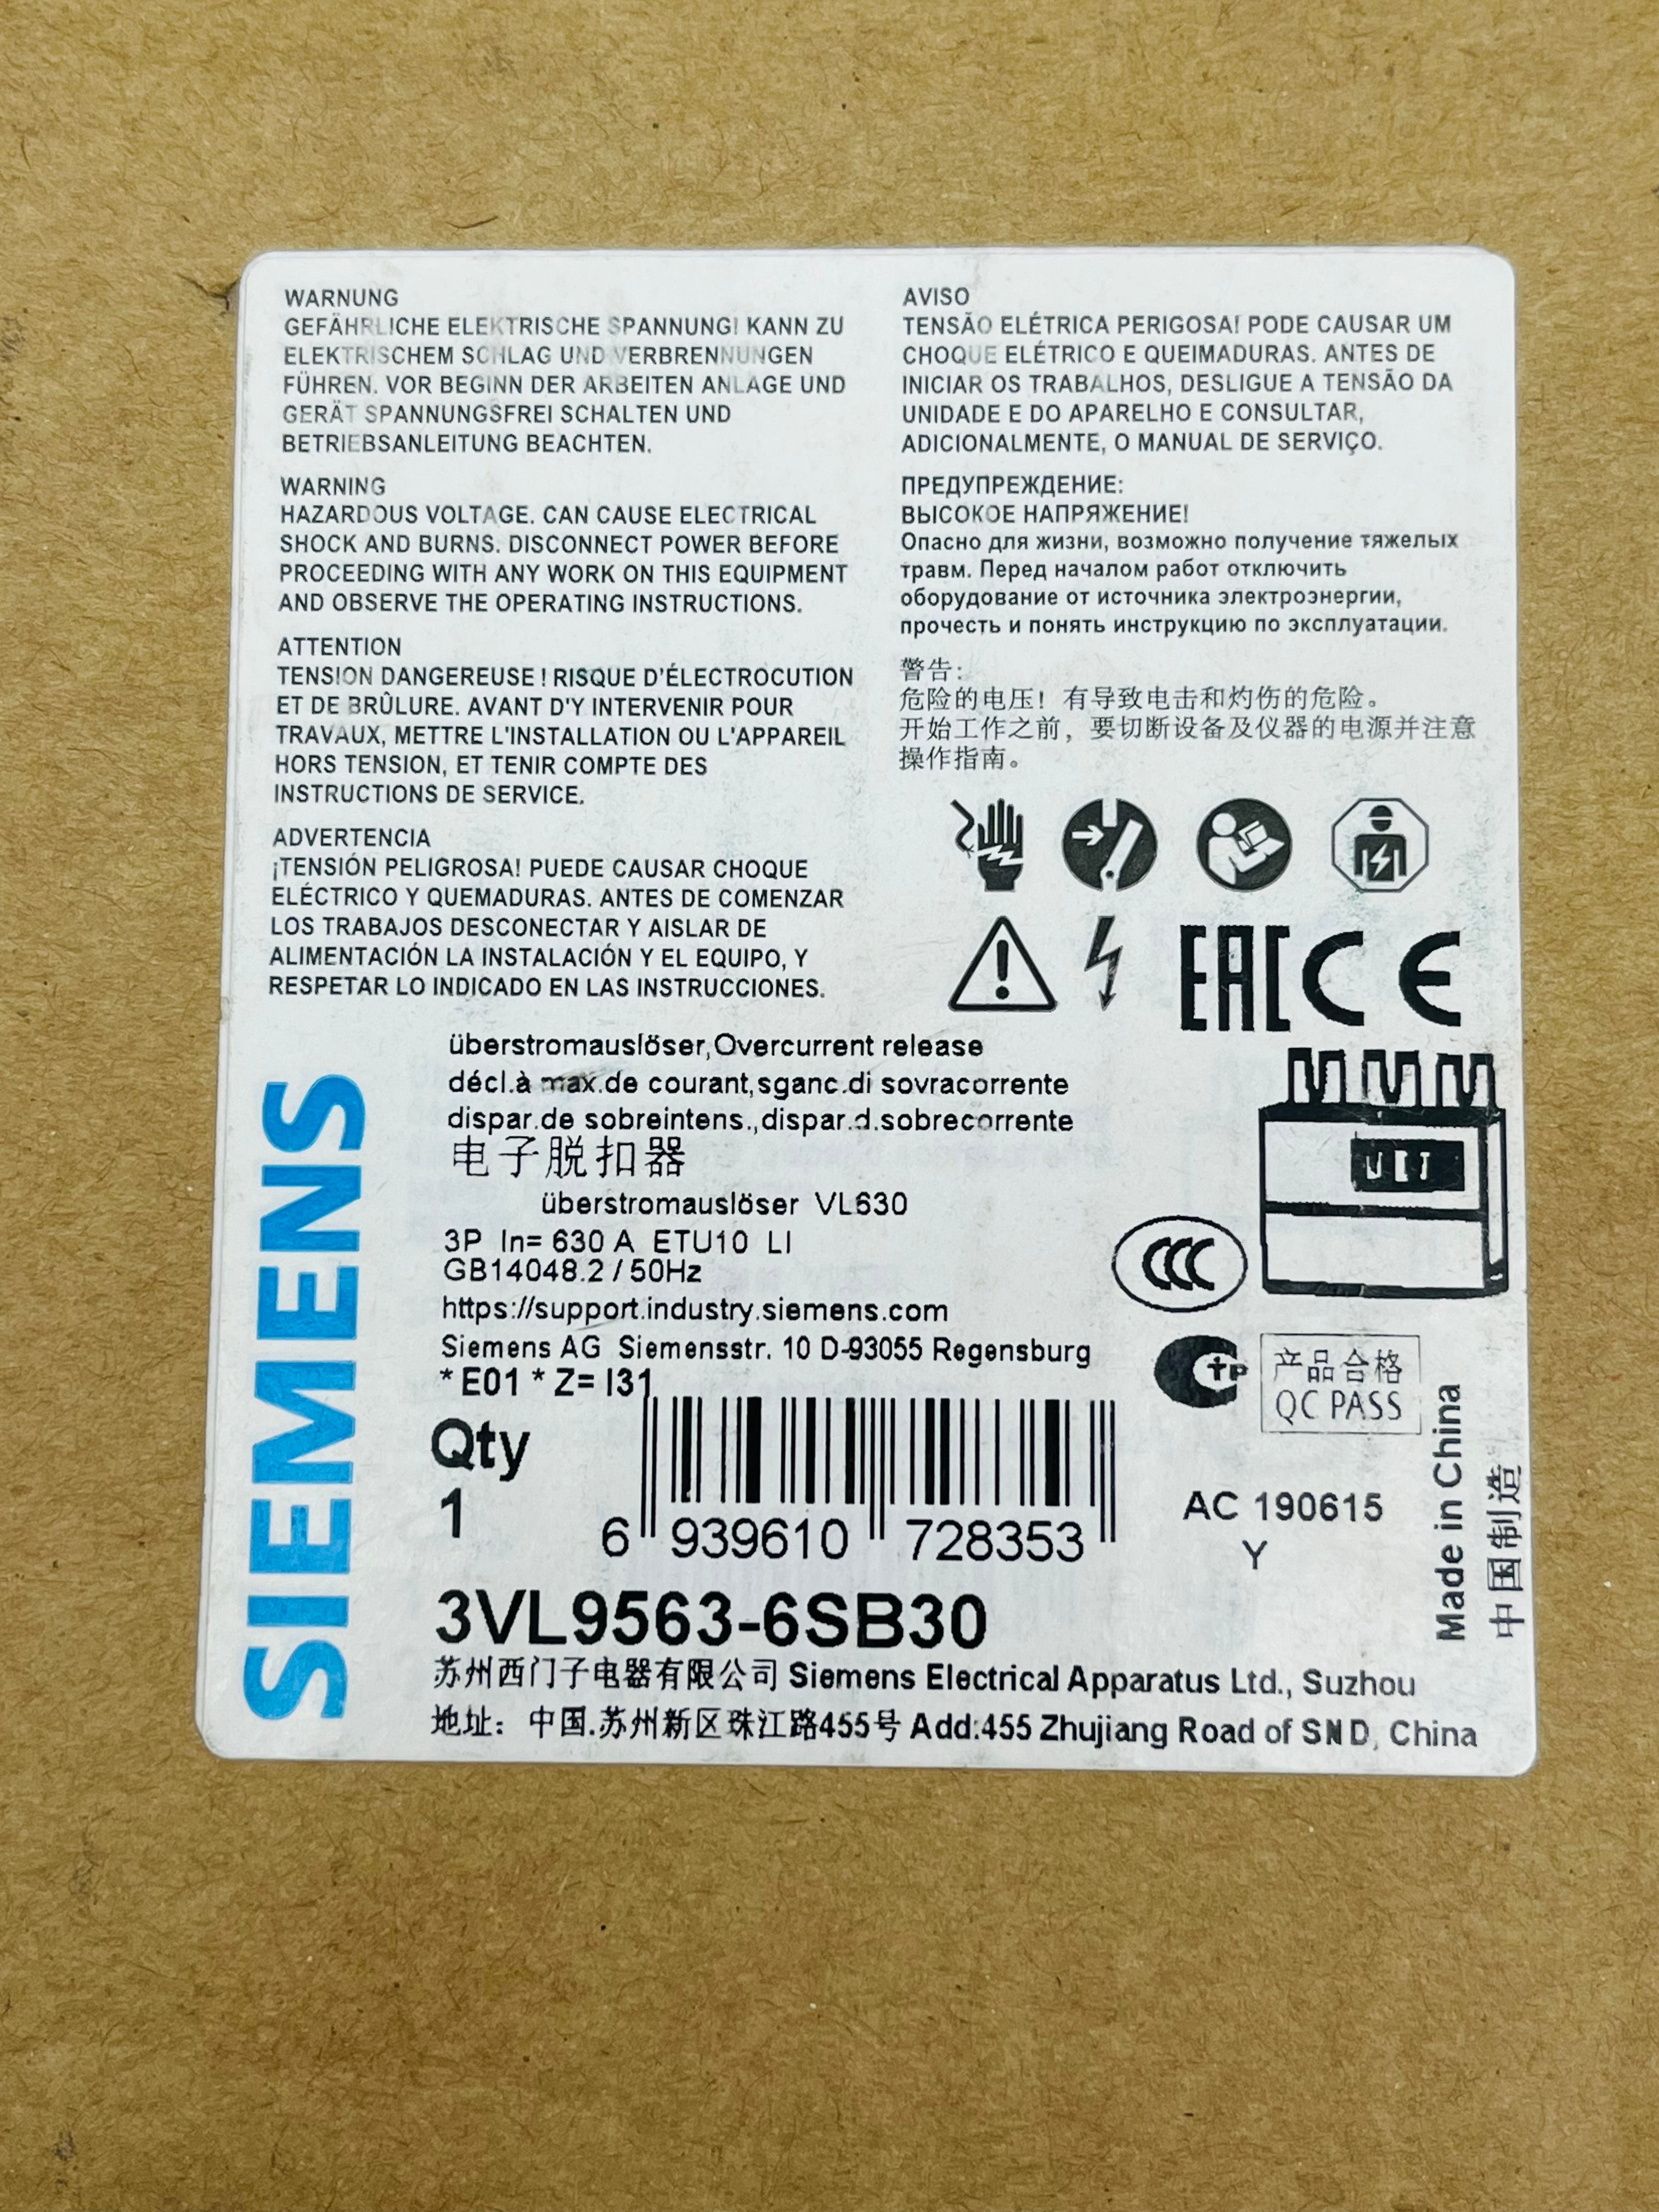 WARNUNG
GEFÄHRLICHE ELEKTRISCHE SPANNUNG! KANN ZU
ELEKTRISCHEM SCHLAG UND VERBRENNUNGEN
FÜHREN. VOR BEGINN DER ARBEITEN ANLAGE UND
GERÄT SPANNUNGSFREI SCHALTEN UND
BETRIEBSANLEITUNG BEACHTEN.
WARNING
HAZARDOUS VOLTAGE. CAN CAUSE ELECTRICAL
SHOCK AND BURNS. DISCONNECT POWER BEFORE
PROCEEDING WITH ANY WORK ON THIS EQUIPMENT
AND OBSERVE THE OPERATING INSTRUCTIONS.
ATTENTION
TENSION DANGEREUSE ! RISQUE D'ÉLECTROCUTION
ET DE BRÛLURE. AVANT D'Y INTERVENIR POUR
TRAVAUX, METTRE L'INSTALLATION OU L'APPAREIL
HORS TENSION, ET TENIR COMPTE DES
INSTRUCTIONS DE SERVICE.
ADVERTENCIA
¡TENSIÓN PELIGROSA! PUEDE CAUSAR CHOQUE
ELÉCTRICO Y QUEMADURAS. ANTES DE COMENZAR
LOS TRABAJOS DESCONECTAR Y AISLAR DE
ALIMENTACIÓN LA INSTALACIÓN Y EL EQUIPO, Y
RESPETAR LO INDICADO EN LAS INSTRUCCIONES.
AVISO
TENSÃO ELÉTRICA PERIGOSA! PODE CAUSAR UM
CHOQUE ELÉTRICO E QUEIMADURAS. ANTES DE
INICIAR OS TRABALHOS, DESLIGUE A TENSÃO DA
UNIDADE E DO APARELHO E CONSULTAR,
ADICIONALMENTE, O MANUAL DE SERVIÇO.
ПРЕДУПРЕЖДЕНИЕ:
ВЫСОКОЕ НАПРЯЖЕНИЕ!
Опасно для жизни, возможно получение тяжелых
травм. Перед началом работ отключить
оборудование от источника электроэнергии,
прочесть и понять инструкцию по эксплуатации.
警告:
危险的电压！有导致电击和灼伤的危险。
开始工作之前，要切断设备及仪器的电源并注意
操作指南。
EAC CE
SIEMENS
überstromauslöser,Overcurrent release
décl.à max.de courant,sganc.di sovracorrente
dispar.de sobreintens.,dispar.d.sobrecorrente
电子脱扣器
überstromauslöser VL630
3P In= 630 A ETU10 LI
GB14048.2 / 50Hz
https://support.industry.siemens.com
Siemens AG Siemensstr. 10 D-93055 Regensburg
* E01 * Z= I31
CCC
产品合格
QC PASS
Qty
1
6 939610 728353
AC 190615
Y
Made in China
中国制造
3VL9563-6SB30
苏州西门子电器有限公司 Siemens Electrical Apparatus Ltd., Suzhou
地址：中国.苏州新区珠江路455号 Add:455 Zhujiang Road of SND, China